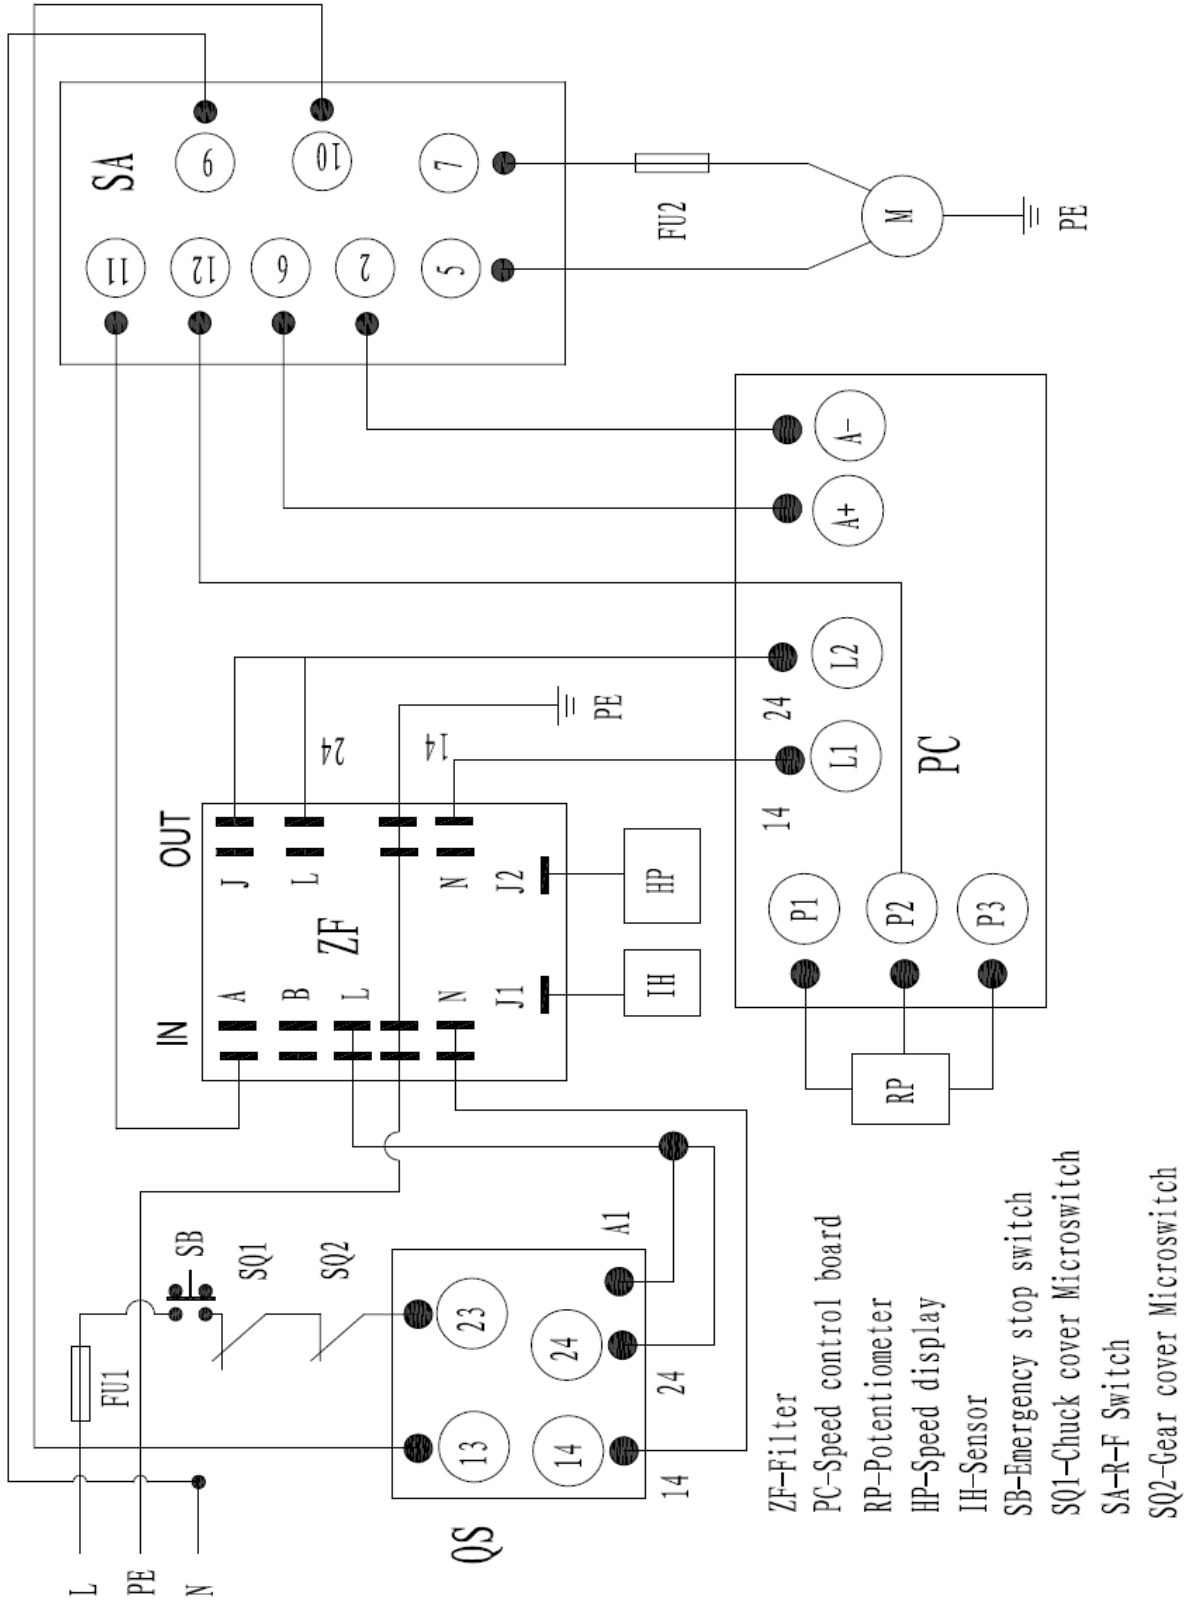 L
PE
N
FU1
SB
SQ1
SQ2
QS
13
23
14
24
A1
14
24
IN
OUT
ZF
A
B
L
N
J
L
N
J1
J2
IH
HP
24
14
PE
SA
11
12
6
2
5
9
10
7
FU2
M
PE
PC
P1
P2
P3
RP
14
L1
24
L2
A+
A-
ZF-Filter
PC-Speed control board
RP-Potentiometer
HP-Speed display
IH-Sensor
SB-Emergency stop switch
SQ1-Chuck cover Microswitch
SA-R-F Switch
SQ2-Gear cover Microswitch